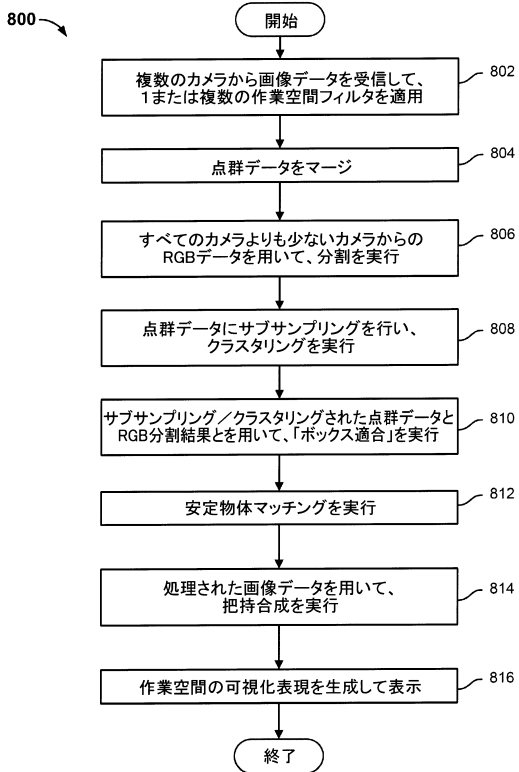 800
開始
複数のカメラから画像データを受信して、
1または複数の作業空間フィルタを適用
802
点群データをマージ
804
すべてのカメラよりも少ないカメラからの
RGBデータを用いて、分割を実行
806
点群データにサブサンプリングを行い、
クラスタリングを実行
808
サブサンプリング／クラスタリングされた点群データと
RGB分割結果とを用いて、「ボックス適合」を実行
810
安定物体マッチングを実行
812
処理された画像データを用いて、
把持合成を実行
814
作業空間の可視化表現を生成して表示
816
終了